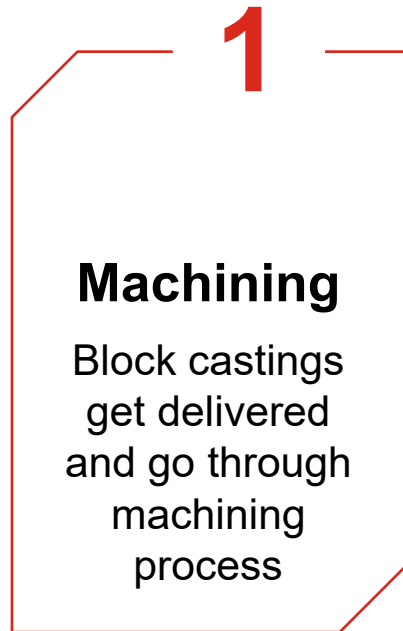 1
Machining
Block castings
get delivered
and go through
machining
process